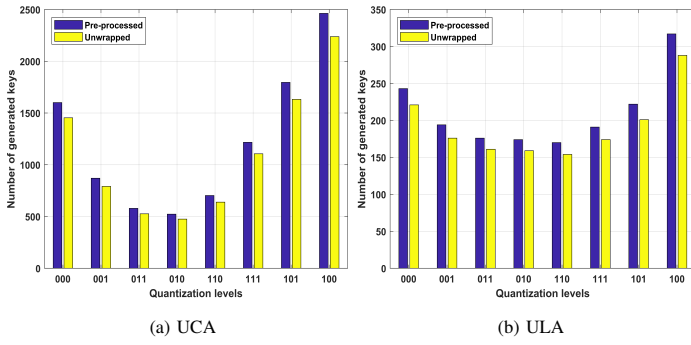 Pre-processed
Unwrapped
Number of generated keys
2500
2000
1500
1000
500
0
000 001 011 010 110 111 101 100
Quantization levels
(a) UCA
Pre-processed
Unwrapped
Number of generated keys
350
300
250
200
150
100
50
0
000 001 011 010 110 111 101 100
Quantization levels
(b) ULA